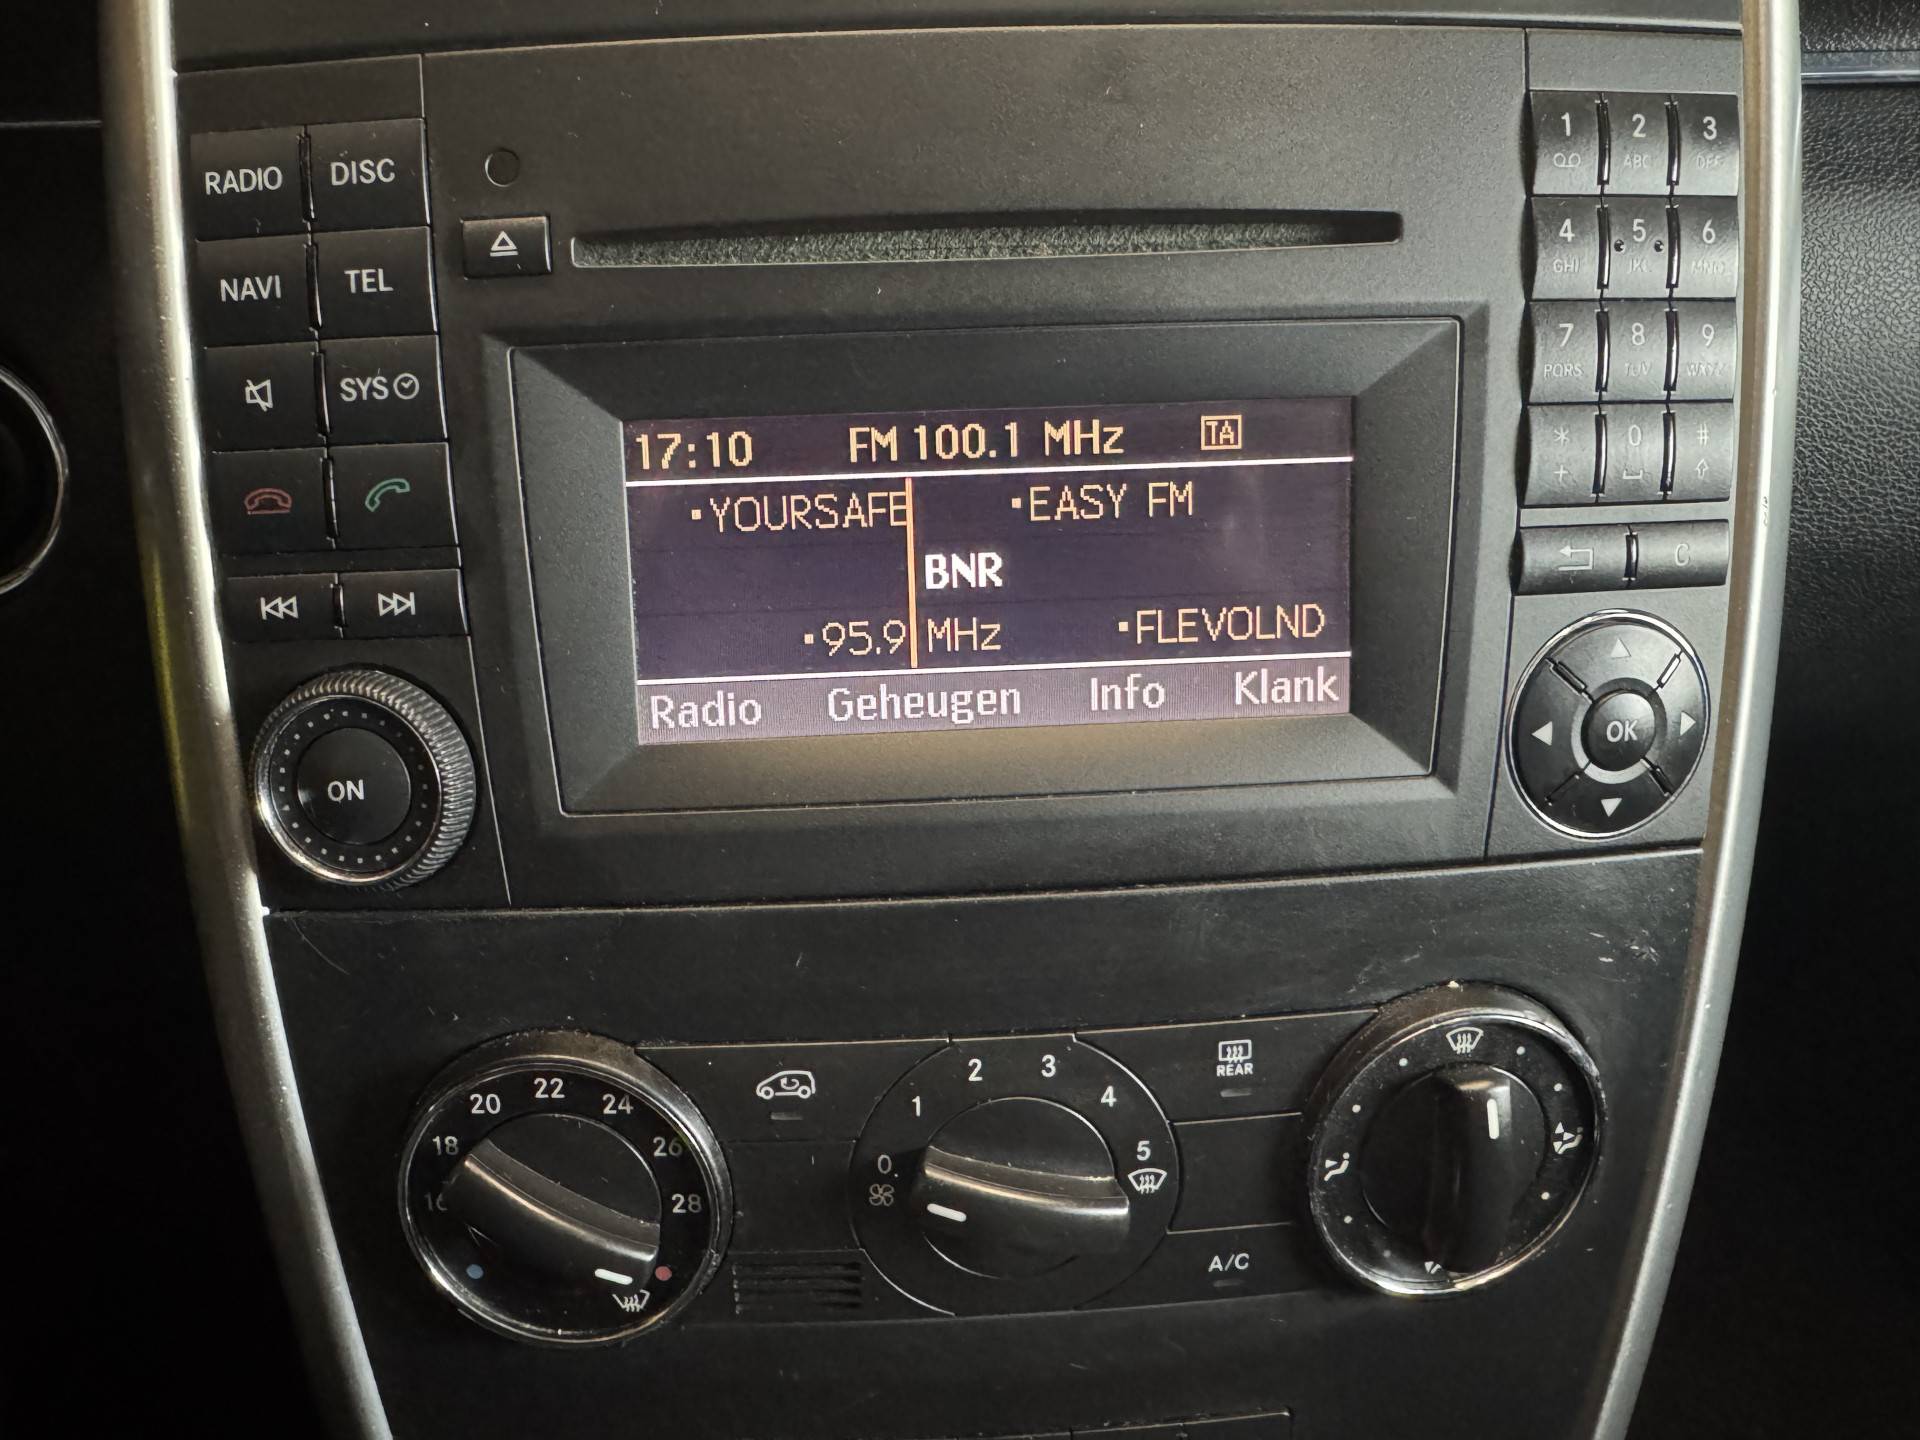 RADIO DISC
NAVI TEL
SYS
ON
17:10 FM 100.1 MHz TA
YOURSAFE EASY FM
BNR
95.9 MHz FLEVOLND
Radio Geheugen Info Klank
1 2 3
ABC DEF
4 5 6
GHI JKL MNO
7 8 9
PQRS TUV WXYZ
* 0 #
+
C
OK
16 18 20 22 24 26 28
0 1 2 3 4 5
REAR
A/C